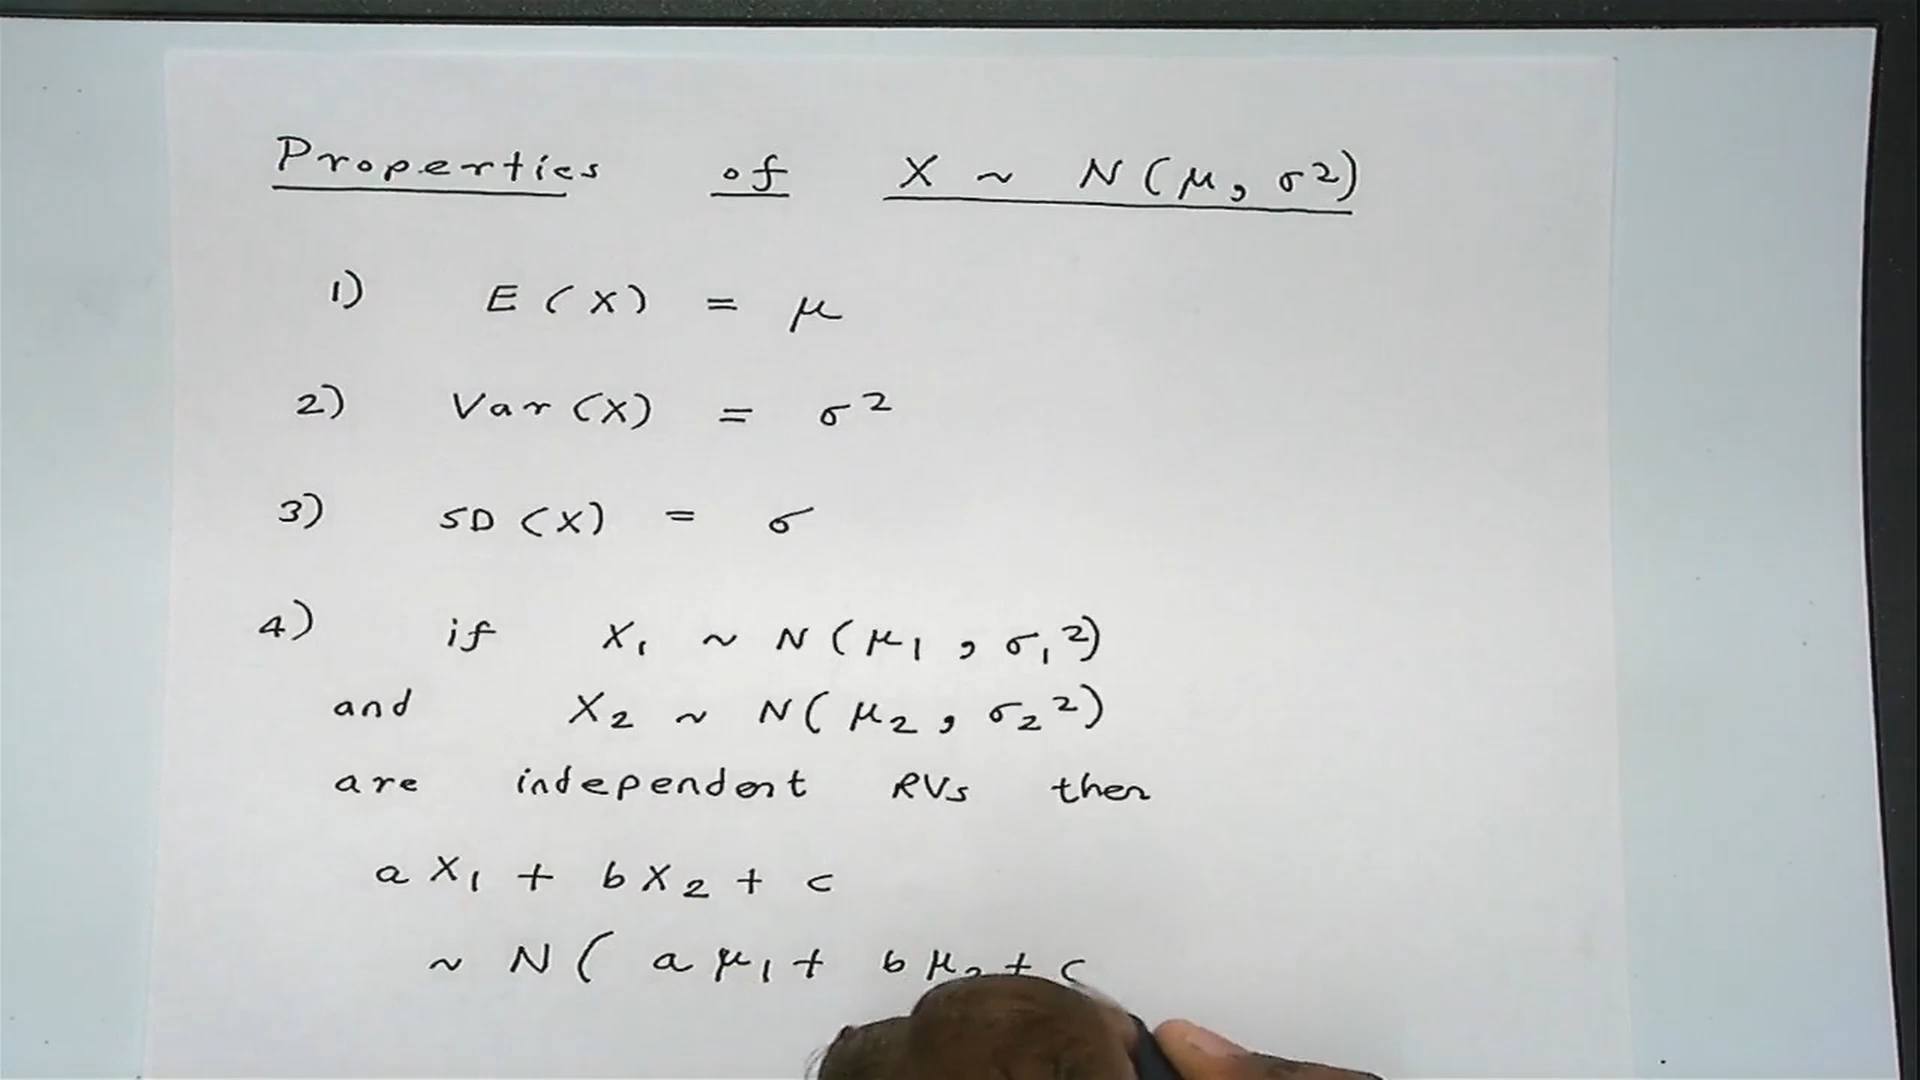 Properties of X ~ N(μ, σ²)
1) E(X) = μ
2) Var(X) = σ²
3) SD(X) = σ
4) if X₁ ~ N(μ₁, σ₁²)
and X₂ ~ N(μ₂, σ₂²)
are independent RVs then
aX₁ + bX₂ + c
~ N( aμ₁ + bμ₂ + c